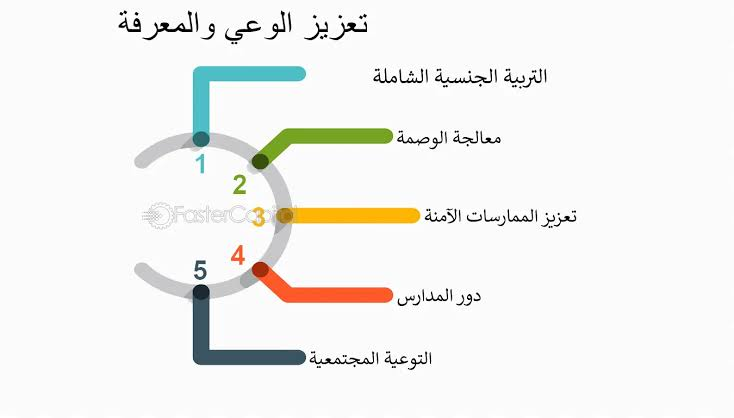 تعزيز الوعي والمعرفة
التربية الجنسية الشاملة
1
معالجة الوصمة
2
تعزيز الممارسات الآمنة
3
FasterCapital
دور المدارس
4
التوعية المجتمعية
5